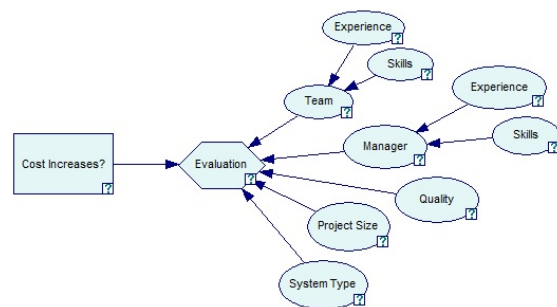 Experience
?
Skills
?
Team
?
Experience
?
Skills
?
Manager
?
Cost Increases?
?
Evaluation
?
Quality
?
Project Size
?
System Type
?